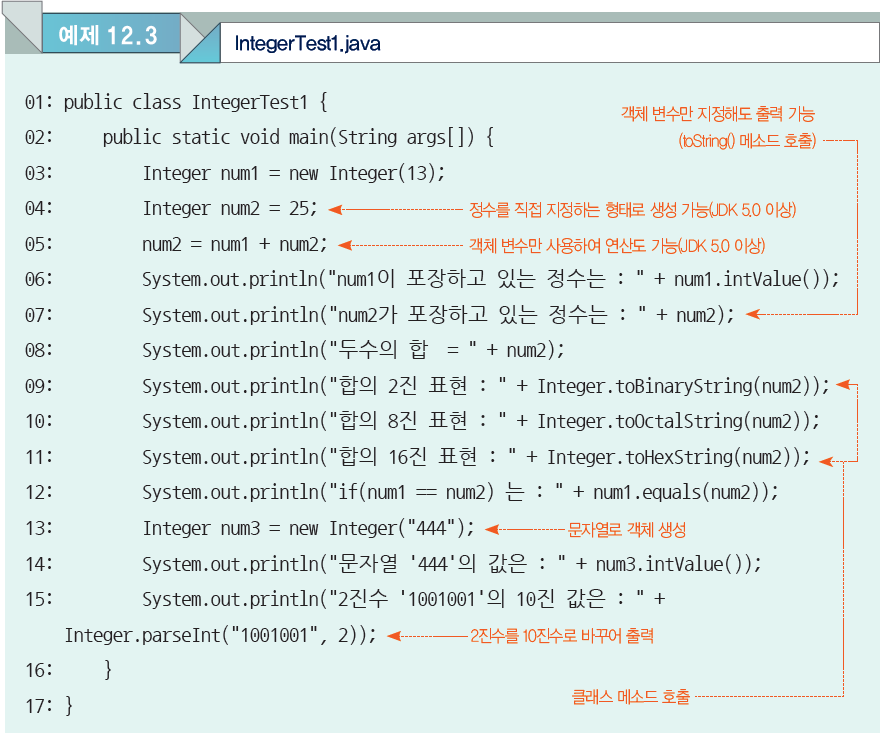 예제 12.3
IntegerTest1.java
01: public class IntegerTest1 {
객체 변수만 지정해도 출력 가능
(toString() 메소드 호출)
02:     public static void main(String args[]) {
03:         Integer num1 = new Integer(13);
04:         Integer num2 = 25; 정수를 직접 지정하는 형태로 생성 가능(JDK 5.0 이상)
05:         num2 = num1 + num2; 객체 변수만 사용하여 연산도 가능(JDK 5.0 이상)
06:         System.out.println("num1이 포장하고 있는 정수는 : " + num1.intValue());
07:         System.out.println("num2가 포장하고 있는 정수는 : " + num2);
08:         System.out.println("두수의 합  = " + num2);
09:         System.out.println("합의 2진 표현 : " + Integer.toBinaryString(num2));
10:         System.out.println("합의 8진 표현 : " + Integer.toOctalString(num2));
11:         System.out.println("합의 16진 표현 : " + Integer.toHexString(num2));
12:         System.out.println("if(num1 == num2) 는 : " + num1.equals(num2));
13:         Integer num3 = new Integer("444"); 문자열로 객체 생성
14:         System.out.println("문자열 '444'의 값은 : " + num3.intValue());
15:         System.out.println("2진수 '1001001'의 10진 값은 : " +
Integer.parseInt("1001001", 2)); 2진수를 10진수로 바꾸어 출력
16:     }
클래스 메소드 호출
17: }